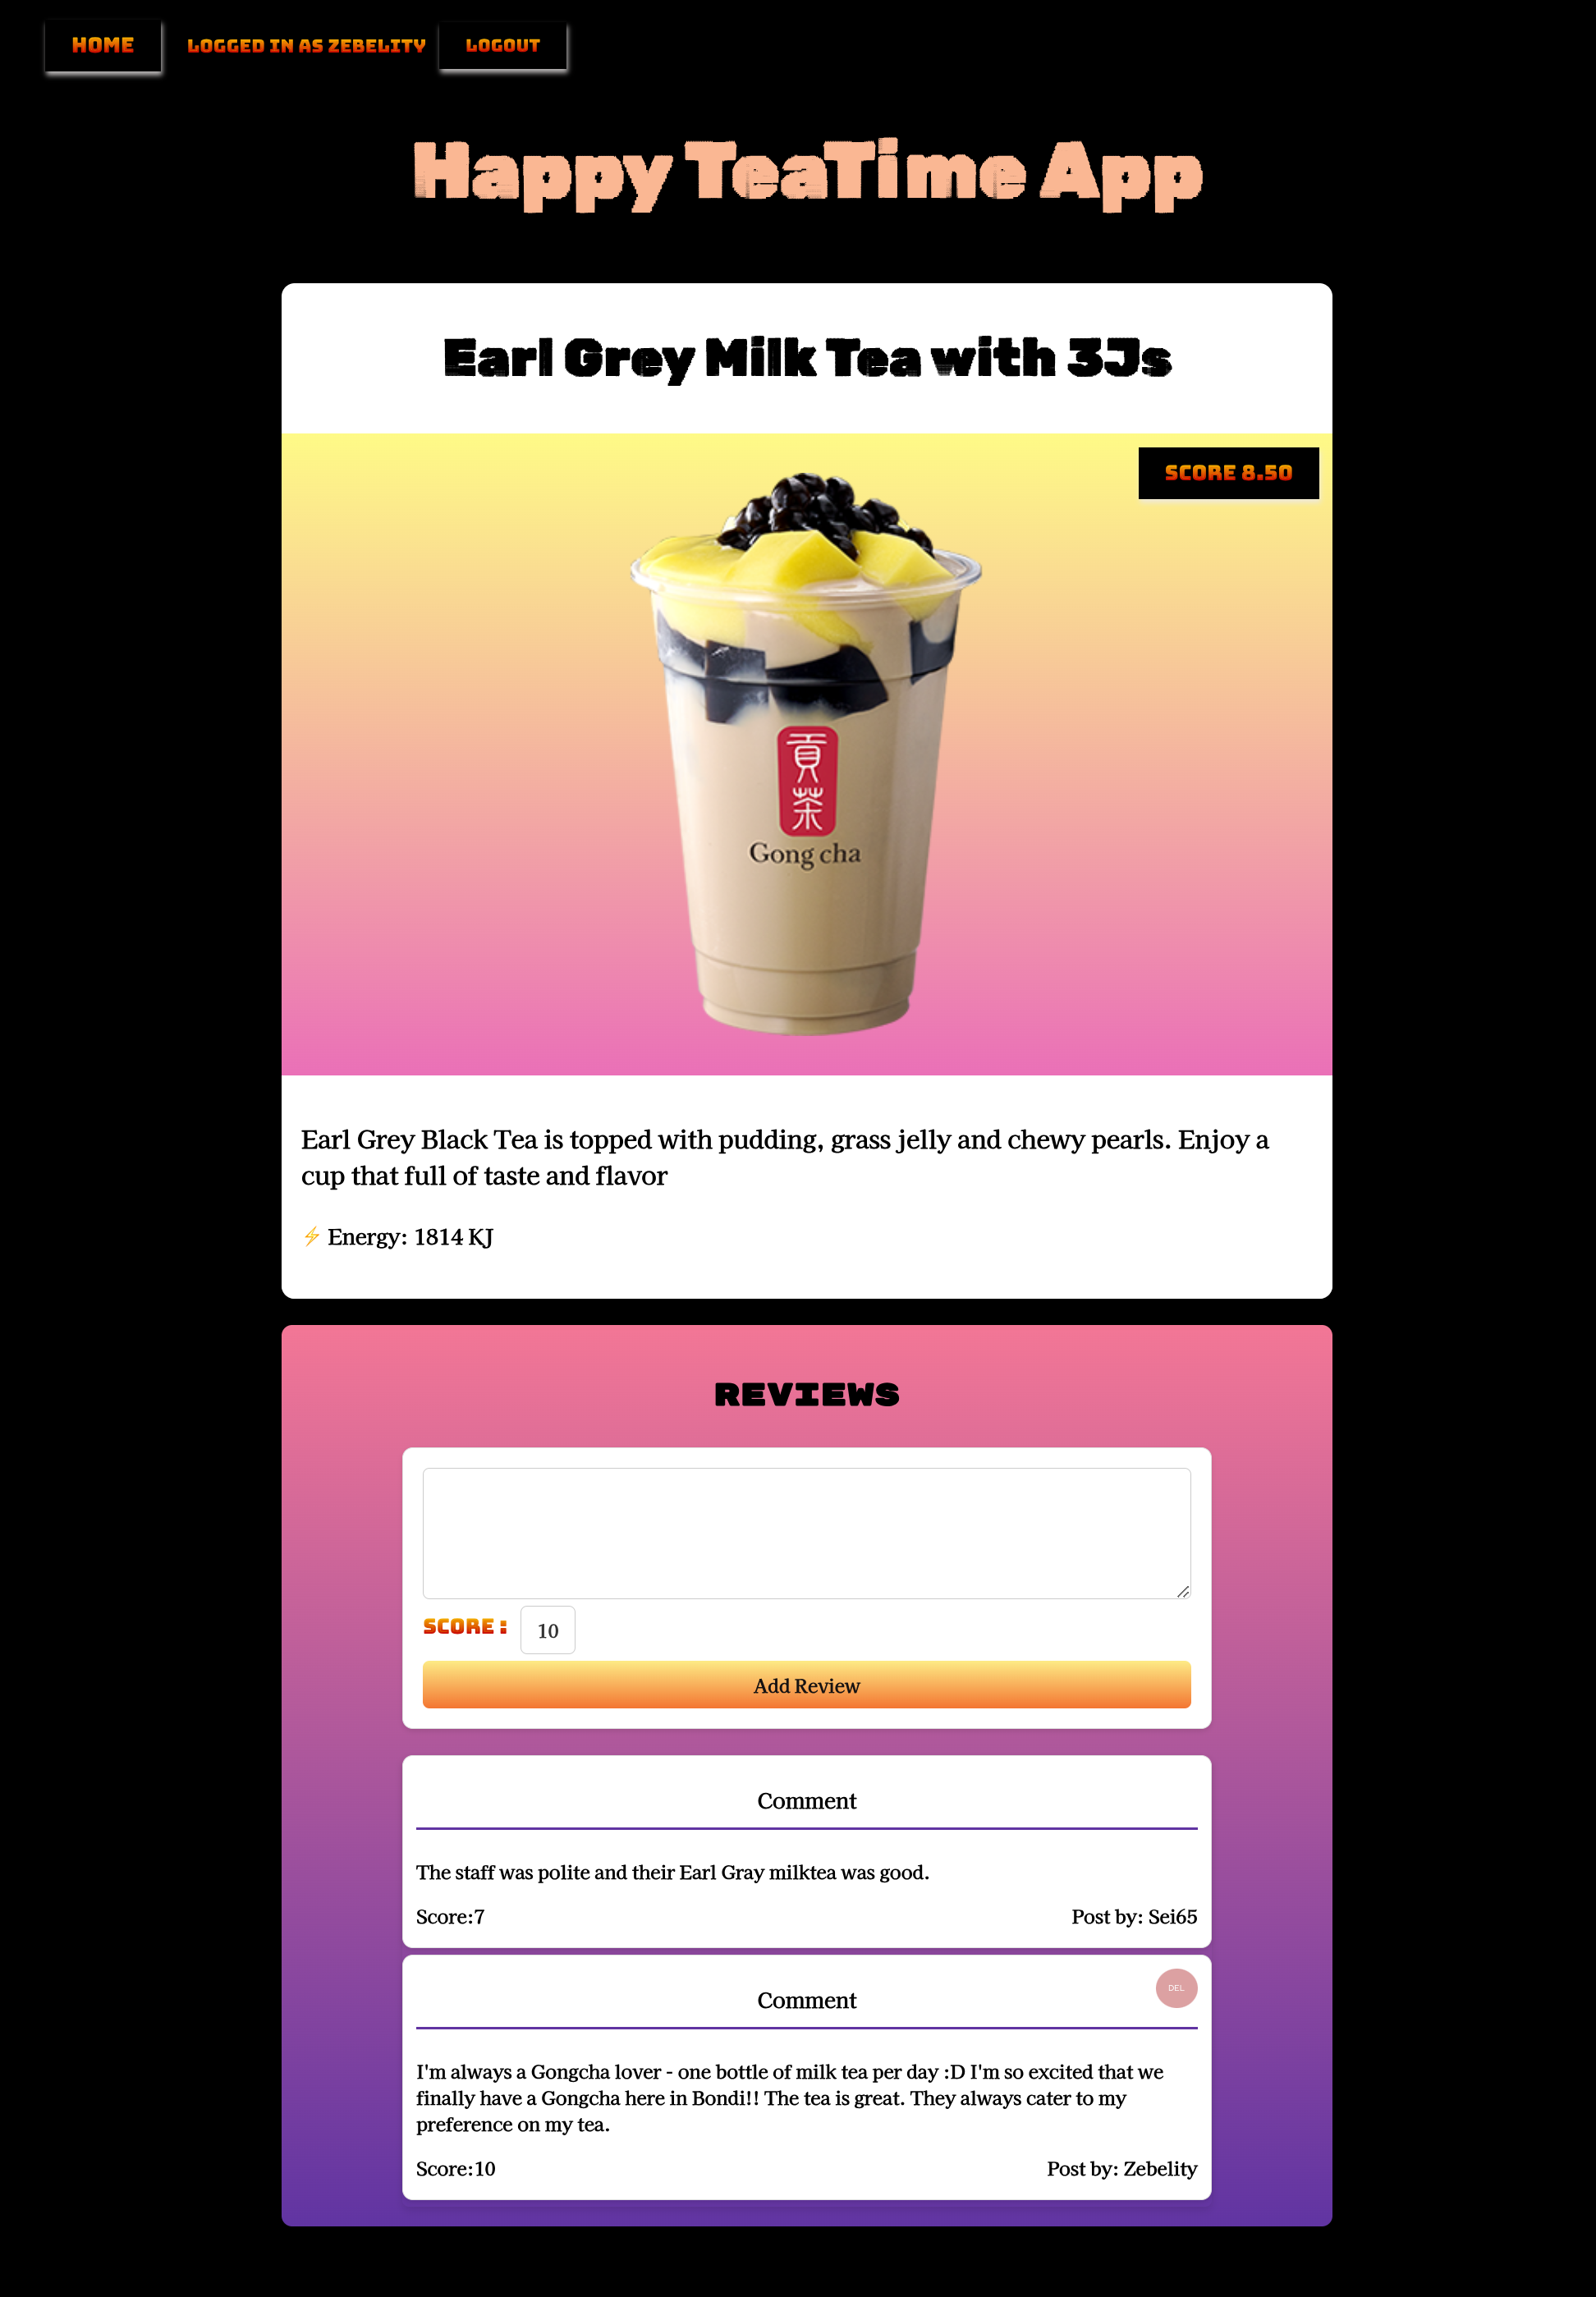 HOME
LOGGED IN AS ZEBELITY
LOGOUT
Happy TeaTime App
Earl Grey Milk Tea with 3Js
SCORE 8.50
貢
茶
Gong cha
Earl Grey Black Tea is topped with pudding, grass jelly and chewy pearls. Enjoy a
cup that full of taste and flavor
⚡ Energy: 1814 KJ
REVIEWS
SCORE : 10
Add Review
Comment
The staff was polite and their Earl Gray milktea was good.
Score:7
Post by: Sei65
DEL
Comment
I'm always a Gongcha lover - one bottle of milk tea per day :D I'm so excited that we
finally have a Gongcha here in Bondi!! The tea is great. They always cater to my
preference on my tea.
Score:10
Post by: Zebelity